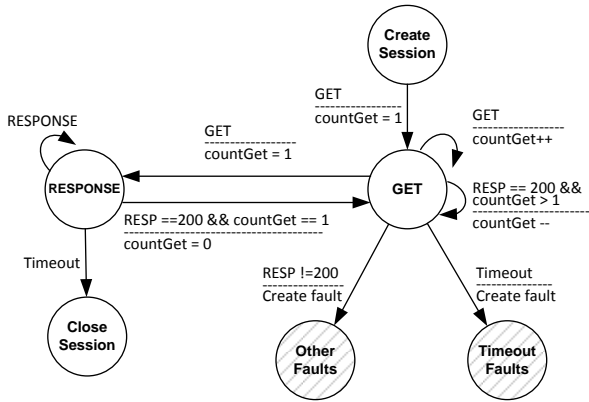 Create
Session
GET
countGet = 1
RESPONSE
GET
countGet = 1
GET
countGet++
RESPONSE
GET
RESP == 200 &&
countGet > 1
countGet --
RESP ==200 && countGet == 1
countGet = 0
Timeout
RESP !=200
Create fault
Timeout
Create fault
Close
Session
Other
Faults
Timeout
Faults